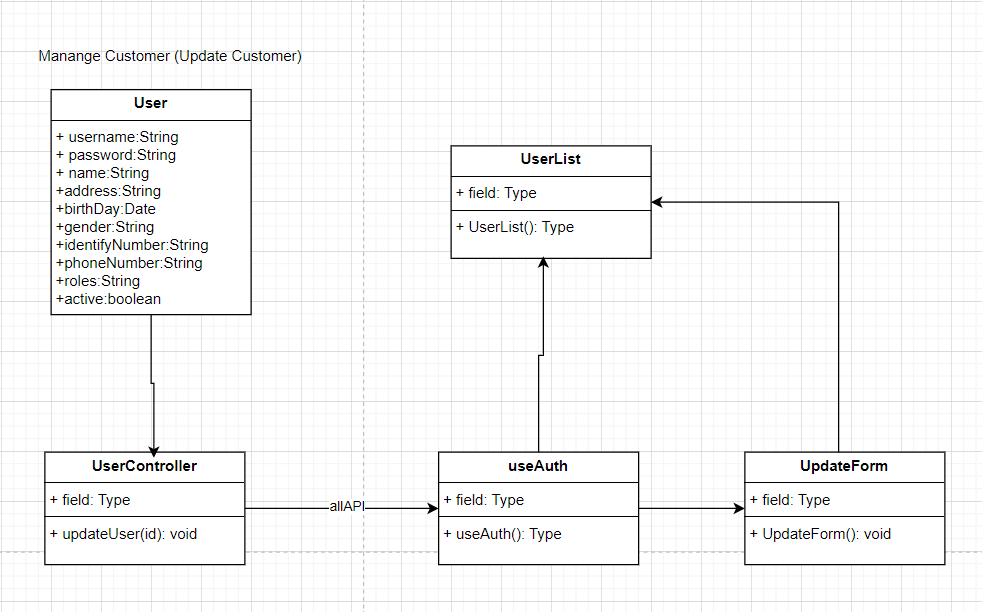 Manange Customer (Update Customer)
User
+ username:String
+ password:String
+ name:String
+address:String
+birthDay:Date
+gender:String
+identifyNumber:String
+phoneNumber:String
+roles:String
+active:boolean
UserList
+ field: Type
+ UserList(): Type
UserController
+ field: Type
+ updateUser(id): void
allAPI
useAuth
+ field: Type
+ useAuth(): Type
UpdateForm
+ field: Type
+ UpdateForm(): void